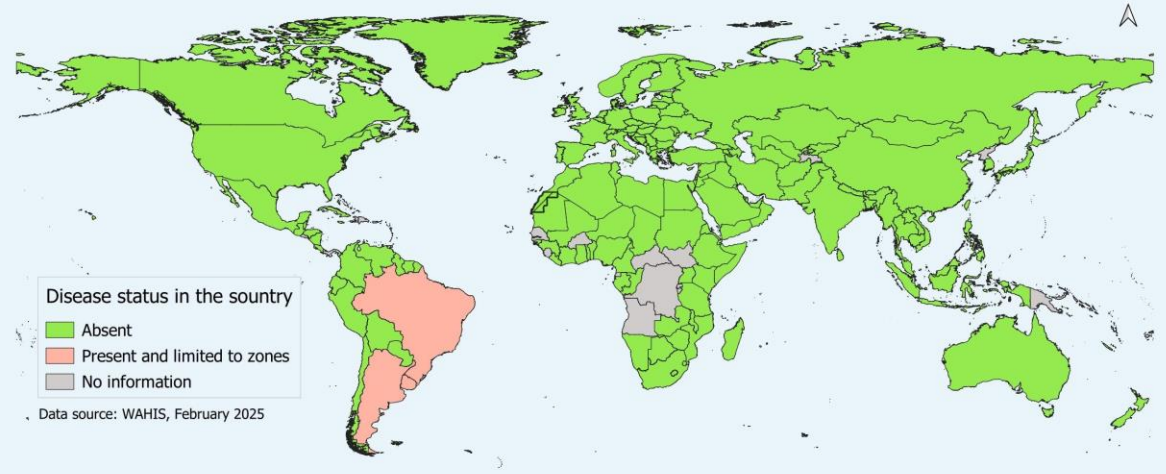 Disease status in the sountry
Absent
Present and limited to zones
No information
Data source: WAHIS, February 2025